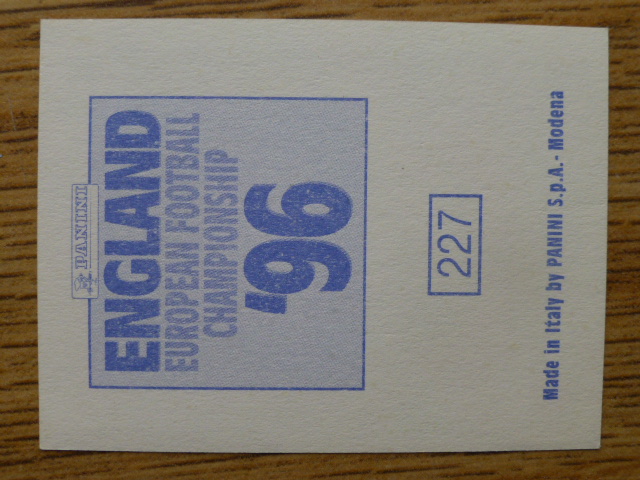 PANINI
ENGLAND
EUROPEAN FOOTBALL
CHAMPIONSHIP
'96
227
Made in Italy by PANINI S.p.A. - Modena